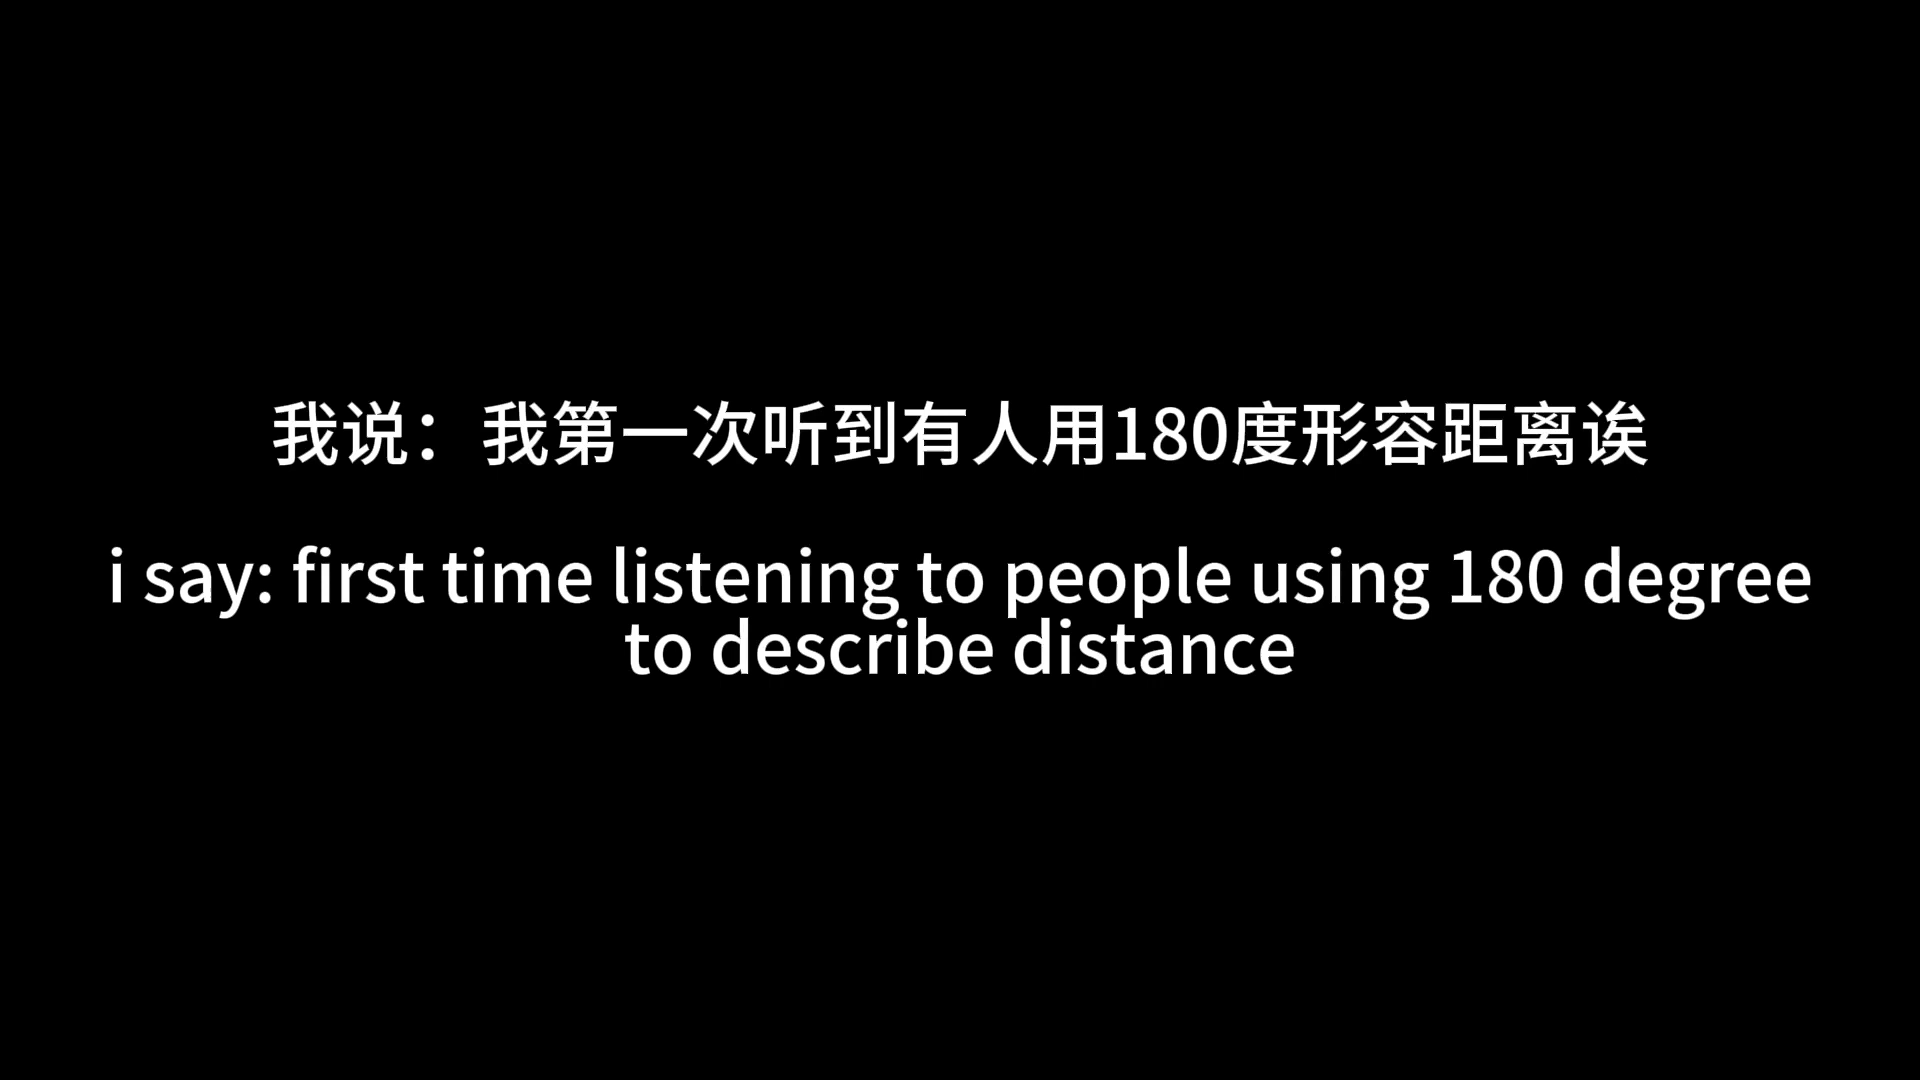 我说：我第一次听到有人用180度形容距离诶
i say: first time listening to people using 180 degree
to describe distance